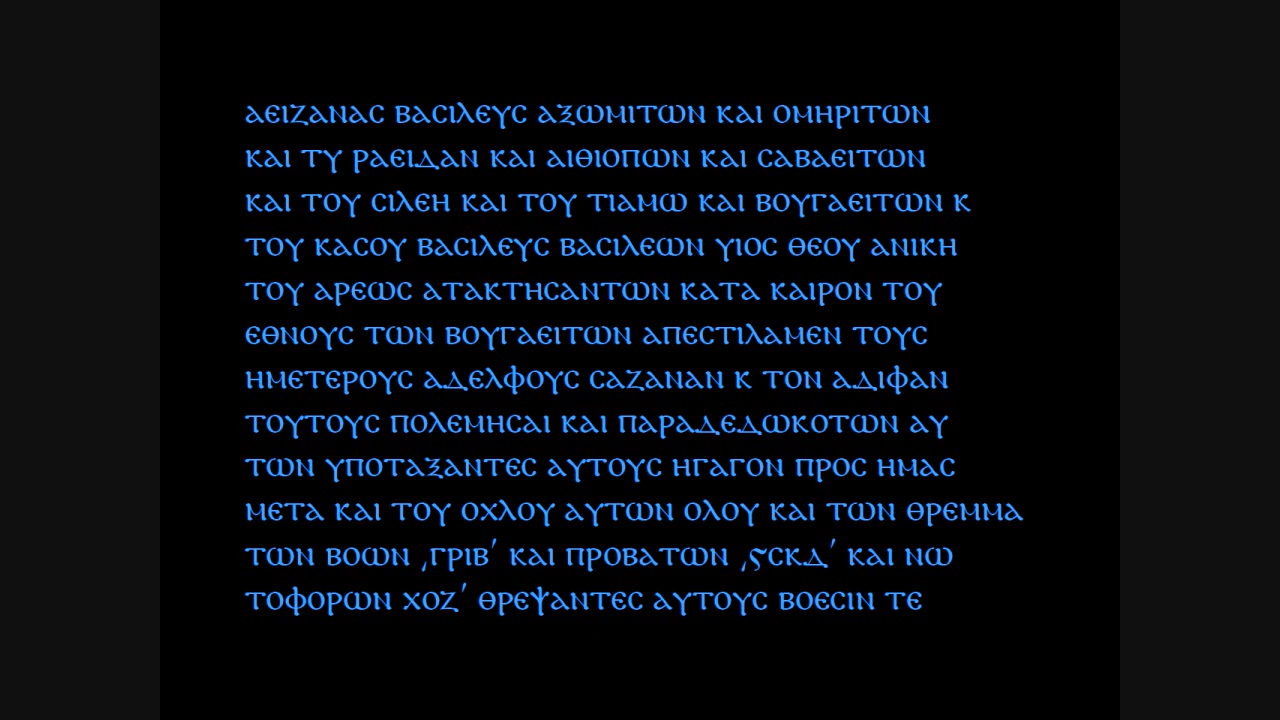 ΑΕΙΖΑΝΑϹ ΒΑϹΙΛΕΥϹ ΑΞΩΜΙΤΩΝ ΚΑΙ ΟΜΗΡΙΤΩΝ
ΚΑΙ ΤΥ ΡΑΕΙΔΑΝ ΚΑΙ ΑΙΘΙΟΠΩΝ ΚΑΙ ϹΑΒΑΕΙΤΩΝ
ΚΑΙ ΤΟΥ ϹΙΛΕΗ ΚΑΙ ΤΟΥ ΤΙΑΜΩ ΚΑΙ ΒΟΥΓΑΕΙΤΩΝ Κ
ΤΟΥ ΚΑϹΟΥ ΒΑϹΙΛΕΥϹ ΒΑϹΙΛΕΩΝ ΥΙΟϹ ΘΕΟΥ ΑΝΙΚΗ
ΤΟΥ ΑΡΕΩϹ ΑΤΑΚΤΗϹΑΝΤΩΝ ΚΑΤΑ ΚΑΙΡΟΝ ΤΟΥ
ΕΘΝΟΥϹ ΤΩΝ ΒΟΥΓΑΕΙΤΩΝ ΑΠΕϹΤΙΛΑΜΕΝ ΤΟΥϹ
ΗΜΕΤΕΡΟΥϹ ΑΔΕΛΦΟΥϹ ϹΑΖΑΝΑΝ Κ ΤΟΝ ΑΔΙΦΑΝ
ΤΟΥΤΟΥϹ ΠΟΛΕΜΗϹΑΙ ΚΑΙ ΠΑΡΑΔΕΔΩΚΟΤΩΝ ΑΥ
ΤΩΝ ΥΠΟΤΑΞΑΝΤΕϹ ΑΥΤΟΥϹ ΗΓΑΓΟΝ ΠΡΟϹ ΗΜΑϹ
ΜΕΤΑ ΚΑΙ ΤΟΥ ΟΧΛΟΥ ΑΥΤΩΝ ΟΛΟΥ ΚΑΙ ΤΩΝ ΘΡΕΜΜΑ
ΤΩΝ ΒΟΩΝ ͵ΓΡΙΒʹ ΚΑΙ ΠΡΟΒΑΤΩΝ ͵ϚϹΚΔʹ ΚΑΙ ΝΩ
ΤΟΦΟΡΩΝ ΧΟΖʹ ΘΡΕΨΑΝΤΕϹ ΑΥΤΟΥϹ ΒΟΕϹΙΝ ΤΕ